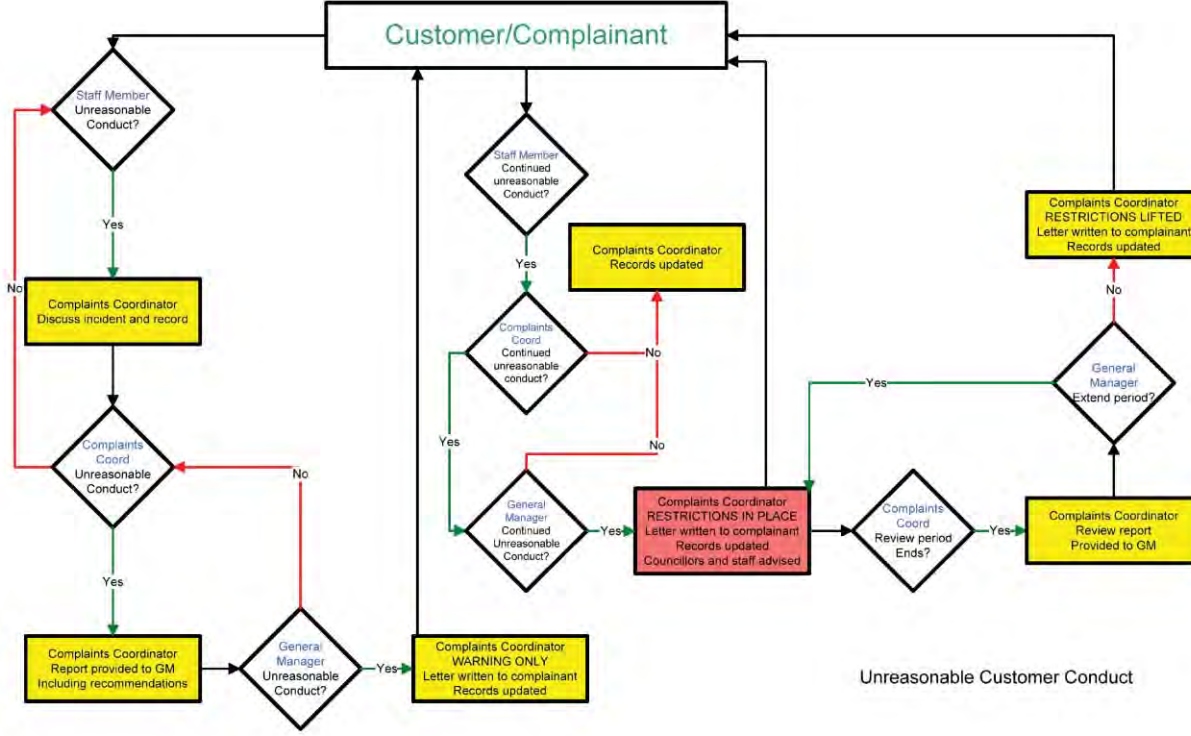 Customer/Complainant
Staff Member
Unreasonable
Conduct?
Yes
No
Complaints Coordinator
Discuss incident and record
Complaints
Coord
Unreasonable
Conduct?
No
Yes
Complaints Coordinator
Report provided to GM
Including recommendations
General
Manager
Unreasonable
Conduct?
Yes
Complaints Coordinator
WARNING ONLY
Letter written to complainant
Records updated
Staff Member
Continued
unreasonable
Conduct?
Yes
Complaints Coordinator
Records updated
Complaints
Coord
Continued
unreasonable
conduct?
No
Yes
No
General
Manager
Continued
Unreasonable
Conduct?
Yes
Complaints Coordinator
RESTRICTIONS IN PLACE
Letter written to complainant
Records updated
Councillors and staff advised
Complaints
Coord
Review period
Ends?
Yes
Complaints Coordinator
Review report
Provided to GM
General
Manager
Extend period?
Yes
No
Complaints Coordinator
RESTRICTIONS LIFTED
Letter written to complainant
Records updated
Unreasonable Customer Conduct